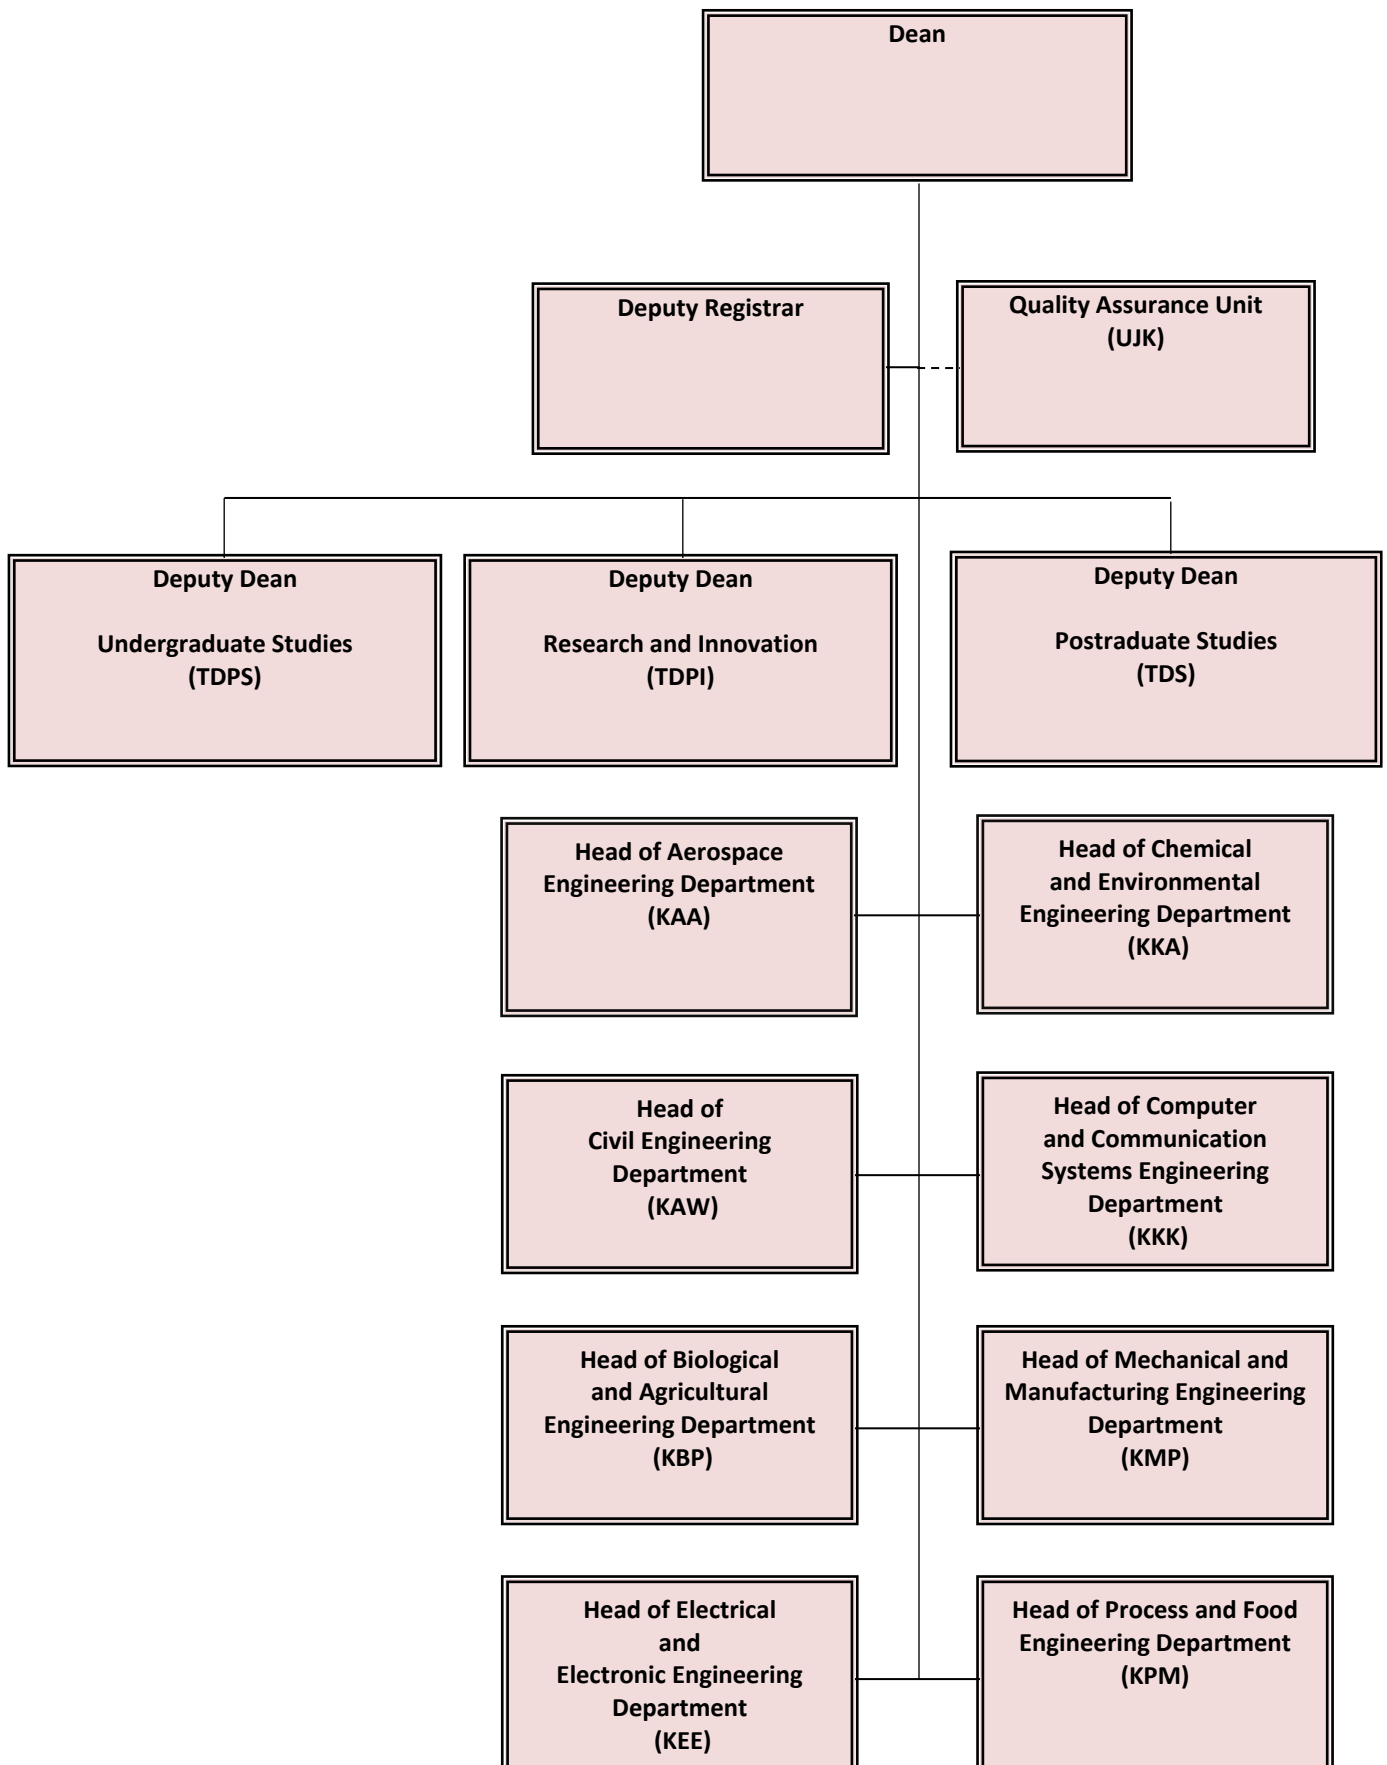 Dean
Deputy Registrar
Quality Assurance Unit
(UJK)
Deputy Dean
Undergraduate Studies
(TDPS)
Deputy Dean
Research and Innovation
(TDPI)
Deputy Dean
Postraduate Studies
(TDS)
Head of Aerospace
Engineering Department
(KAA)
Head of Chemical
and Environmental
Engineering Department
(KKA)
Head of
Civil Engineering
Department
(KAW)
Head of Computer
and Communication
Systems Engineering
Department
(KKK)
Head of Biological
and Agricultural
Engineering Department
(KBP)
Head of Mechanical and
Manufacturing Engineering
Department
(KMP)
Head of Electrical
and
Electronic Engineering
Department
(KEE)
Head of Process and Food
Engineering Department
(KPM)